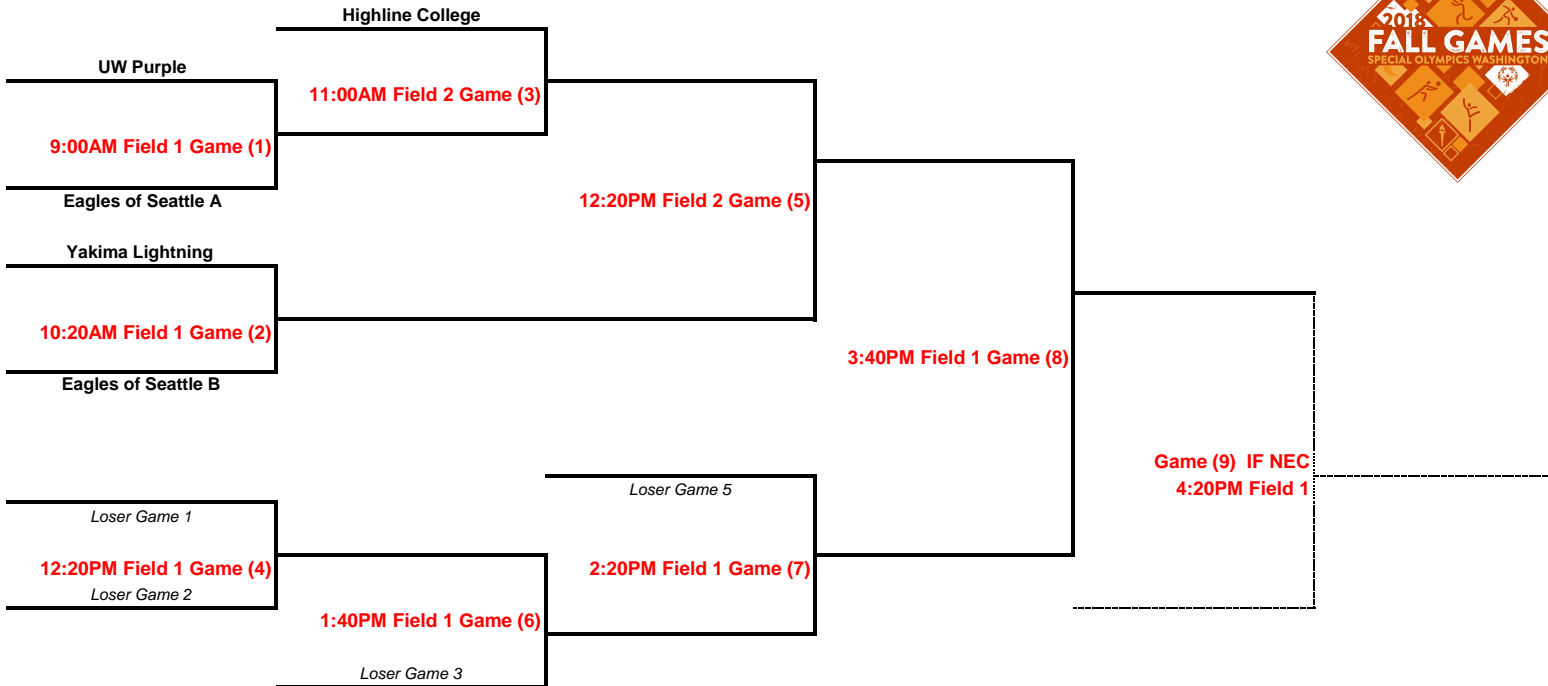 Highline College
2018
FALL GAMES
SPECIAL OLYMPICS WASHINGTON
UW Purple
11:00AM Field 2 Game (3)
9:00AM Field 1 Game (1)
Eagles of Seattle A
12:20PM Field 2 Game (5)
Yakima Lightning
10:20AM Field 1 Game (2)
3:40PM Field 1 Game (8)
Eagles of Seattle B
Game (9) IF NEC
4:20PM Field 1
Loser Game 5
Loser Game 1
12:20PM Field 1 Game (4)
2:20PM Field 1 Game (7)
Loser Game 2
1:40PM Field 1 Game (6)
Loser Game 3